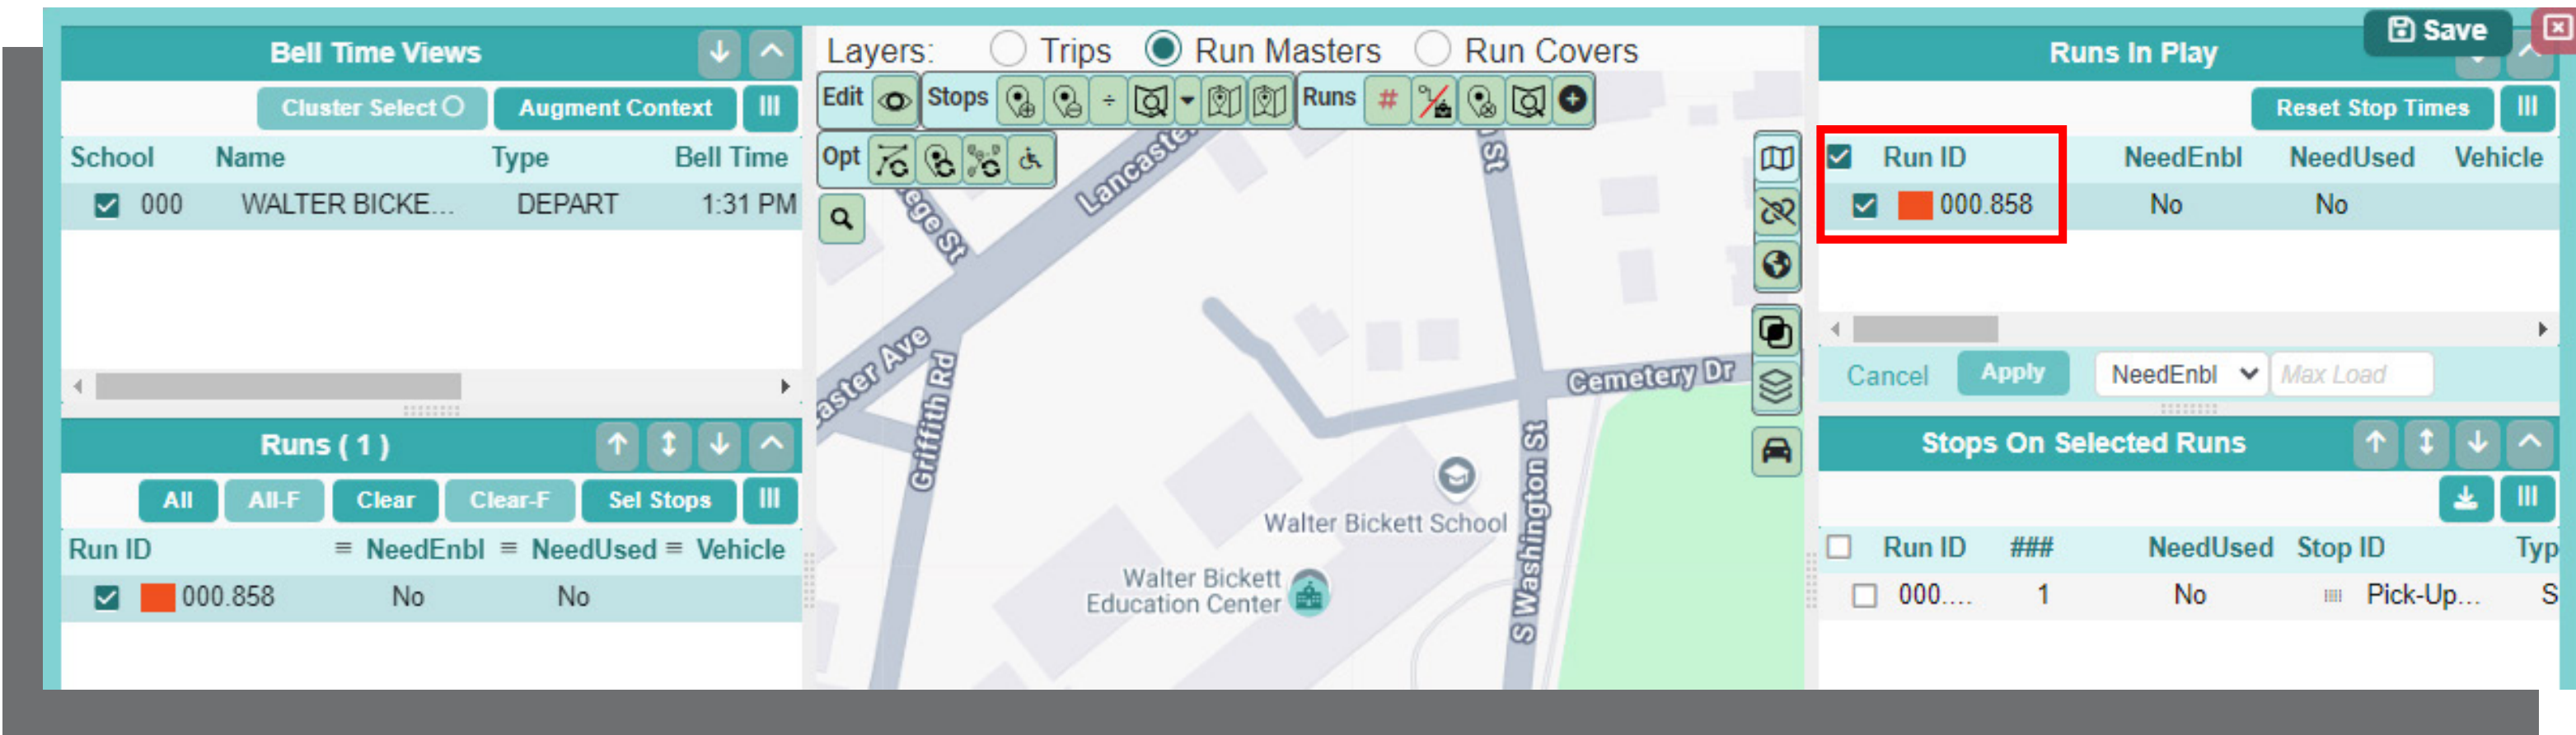 Bell Time Views
Cluster Select Augment Context
School Name Type Bell Time
000 WALTER BICKE... DEPART 1:31 PM
Runs ( 1 )
All All-F Clear Clear-F Sel Stops
Run ID NeedEnbl NeedUsed Vehicle
000.858 No No
Layers: Trips Run Masters Run Covers
Edit Stops ÷ Runs #
Opt
Lancaster
ege St
St
aster Ave
Griffith Rd
Cemetery Dr
S Washington St
Walter Bickett School
Walter Bickett
Education Center
Save
Runs In Play
Reset Stop Times
Run ID NeedEnbl NeedUsed Vehicle
000.858 No No
Cancel Apply NeedEnbl Max Load
Stops On Selected Runs
Run ID ### NeedUsed Stop ID Typ
000.... 1 No Pick-Up... S